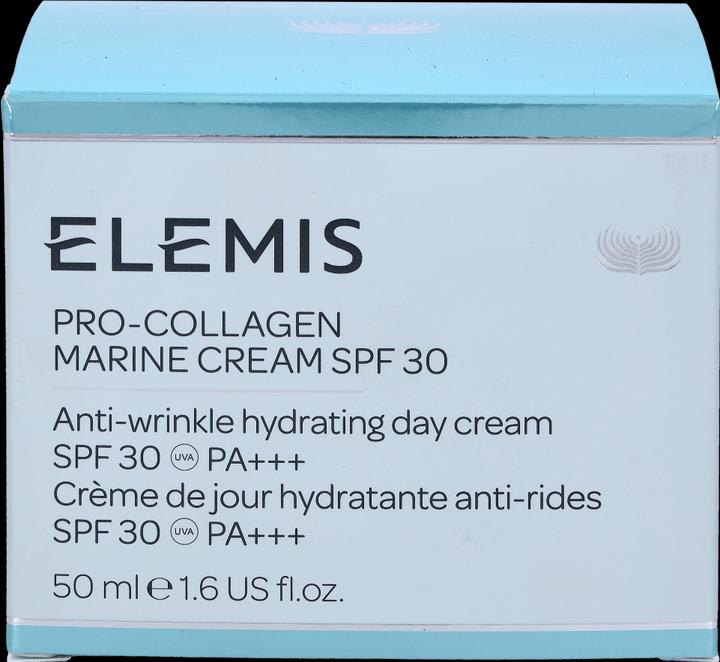 ELEMIS
PRO-COLLAGEN
MARINE CREAM SPF 30
Anti-wrinkle hydrating day cream
SPF 30 UVA PA+++
Crème de jour hydratante anti-rides
SPF 30 UVA PA+++
50 ml e 1.6 US fl.oz.